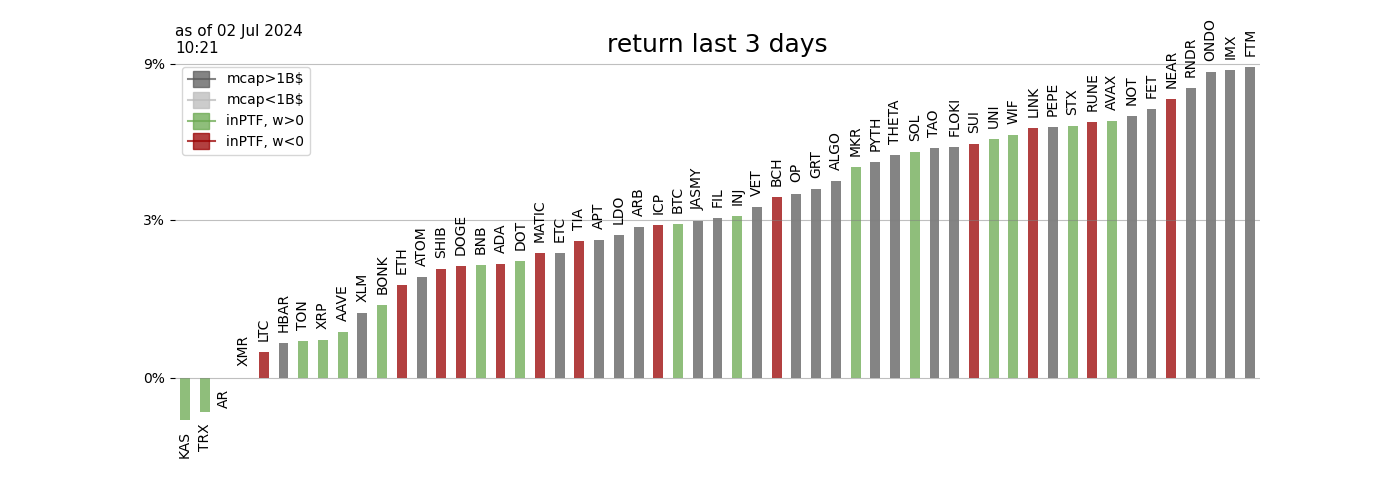 as of 02 Jul 2024
10:21
return last 3 days
9%
3%
0%
mcap>1B$
mcap<1B$
inPTF, w>0
inPTF, w<0
KAS
TRX
AR
XMR
LTC
HBAR
TON
XRP
AAVE
XLM
BONK
ETH
ATOM
SHIB
DOGE
BNB
ADA
DOT
MATIC
ETC
TIA
APT
LDO
ARB
ICP
BTC
JASMY
FIL
INJ
VET
BCH
OP
GRT
ALGO
MKR
PYTH
THETA
SOL
TAO
FLOKI
SUI
UNI
WIF
LINK
PEPE
STX
RUNE
AVAX
NOT
FET
NEAR
RNDR
ONDO
IMX
FTM